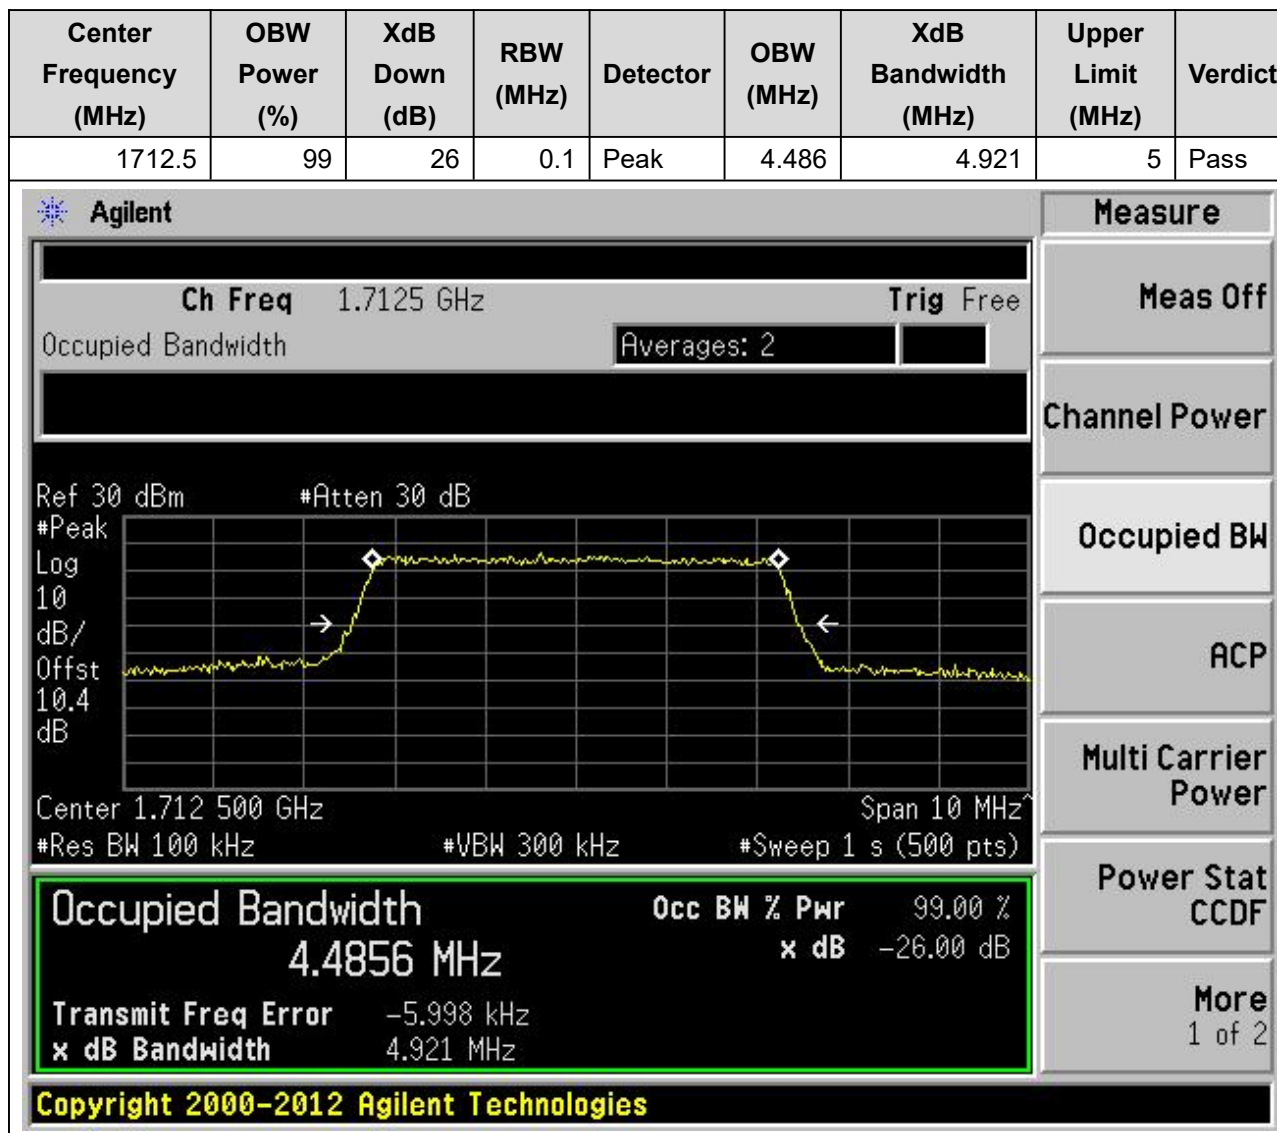 Center Frequency (MHz) OBW Power (%) XdB Down (dB) RBW (MHz) Detector OBW (MHz) XdB Bandwidth (MHz) Upper Limit (MHz) Verdict
1712.5 99 26 0.1 Peak 4.486 4.921 5 Pass
Agilent
Measure
Ch Freq 1.7125 GHz Trig Free
Meas Off
Occupied Bandwidth Averages: 2
Channel Power
Ref 30 dBm #Atten 30 dB
#Peak
Log
10
dB/
Offst
10.4
dB
Occupied BW
ACP
Multi Carrier
Power
Center 1.712 500 GHz Span 10 MHz^
#Res BW 100 kHz #VBW 300 kHz #Sweep 1 s (500 pts)
Occupied Bandwidth Occ BW % Pwr 99.00 %
4.4856 MHz x dB -26.00 dB
Power Stat
CCDF
Transmit Freq Error -5.998 kHz
x dB Bandwidth 4.921 MHz
More
1 of 2
Copyright 2000-2012 Agilent Technologies